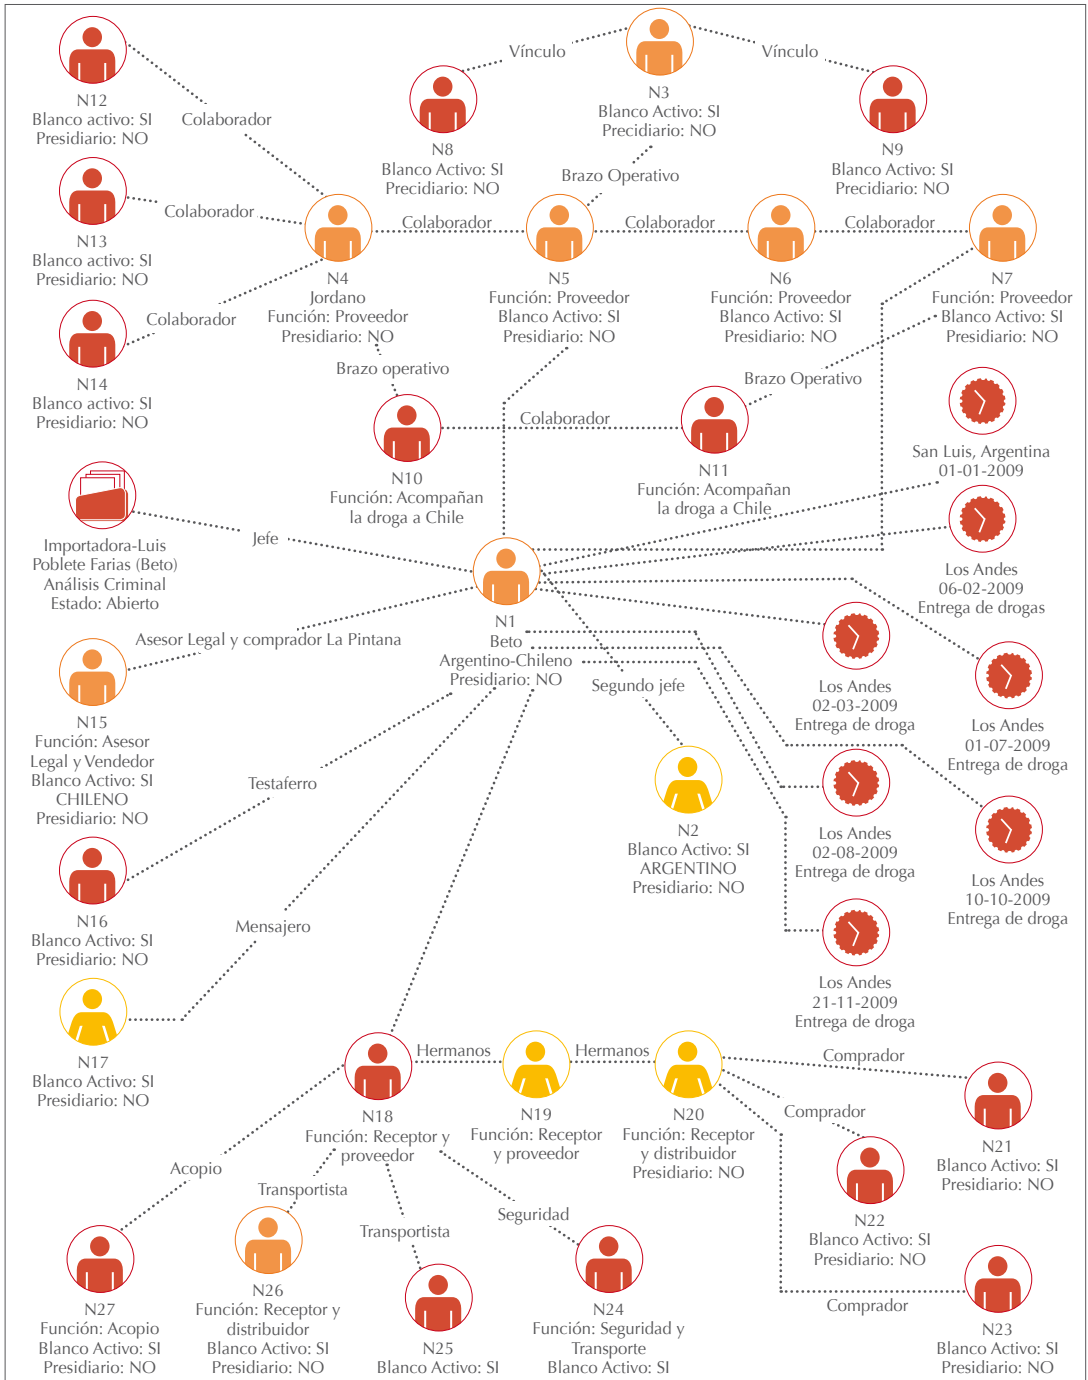 Vínculo
Vínculo
N12
Blanco activo: SI
Presidiario: NO
N3
Blanco Activo: SI
Precidiario: NO
Colaborador
N8
Blanco Activo: SI
Precidiario: NO
N9
Blanco Activo: SI
Precidiario: NO
Brazo Operativo
Colaborador
N13
Blanco activo: SI
Presidiario: NO
Colaborador
Colaborador
Colaborador
N4
Jordano
Función: Proveedor
Presidiario: NO
N5
Función: Proveedor
Blanco Activo: SI
Presidiario: NO
N6
Función: Proveedor
Blanco Activo: SI
Presidiario: NO
N7
Función: Proveedor
Blanco Activo: SI
Presidiario: NO
Colaborador
N14
Blanco activo: SI
Presidiario: NO
Brazo operativo
Brazo Operativo
Colaborador
N10
Función: Acompañan
la droga a Chile
N11
Función: Acompañan
la droga a Chile
San Luis, Argentina
01-01-2009
Importadora-Luis
Poblete Farias (Beto)
Análisis Criminal
Estado: Abierto
Jefe
Los Andes
06-02-2009
Entrega de drogas
N1
Beto
Argentino-Chileno
Presidiario: NO
Asesor Legal y comprador La Pintana
Segundo jefe
Los Andes
02-03-2009
Entrega de droga
Los Andes
01-07-2009
Entrega de droga
N15
Función: Asesor
Legal y Vendedor
Blanco Activo: SI
CHILENO
Presidiario: NO
Testaferro
N2
Blanco Activo: SI
ARGENTINO
Presidiario: NO
Los Andes
02-08-2009
Entrega de droga
Los Andes
10-10-2009
Entrega de droga
N16
Blanco Activo: SI
Presidiario: NO
Mensajero
Los Andes
21-11-2009
Entrega de droga
N17
Blanco Activo: SI
Presidiario: NO
Hermanos
Hermanos
Comprador
N18
Función: Receptor y
proveedor
N19
Función: Receptor
y proveedor
N20
Función: Receptor
y distribuidor
Presidiario: NO
Comprador
N21
Blanco Activo: SI
Presidiario: NO
Acopio
Transportista
Transportista
Seguridad
N22
Blanco Activo: SI
Presidiario: NO
Comprador
N27
Función: Acopio
Blanco Activo: SI
Presidiario: NO
N26
Función: Receptor y
distribuidor
Blanco Activo: SI
Presidiario: NO
N25
Blanco Activo: SI
N24
Función: Seguridad y
Transporte
Blanco Activo: SI
N23
Blanco Activo: SI
Presidiario: NO